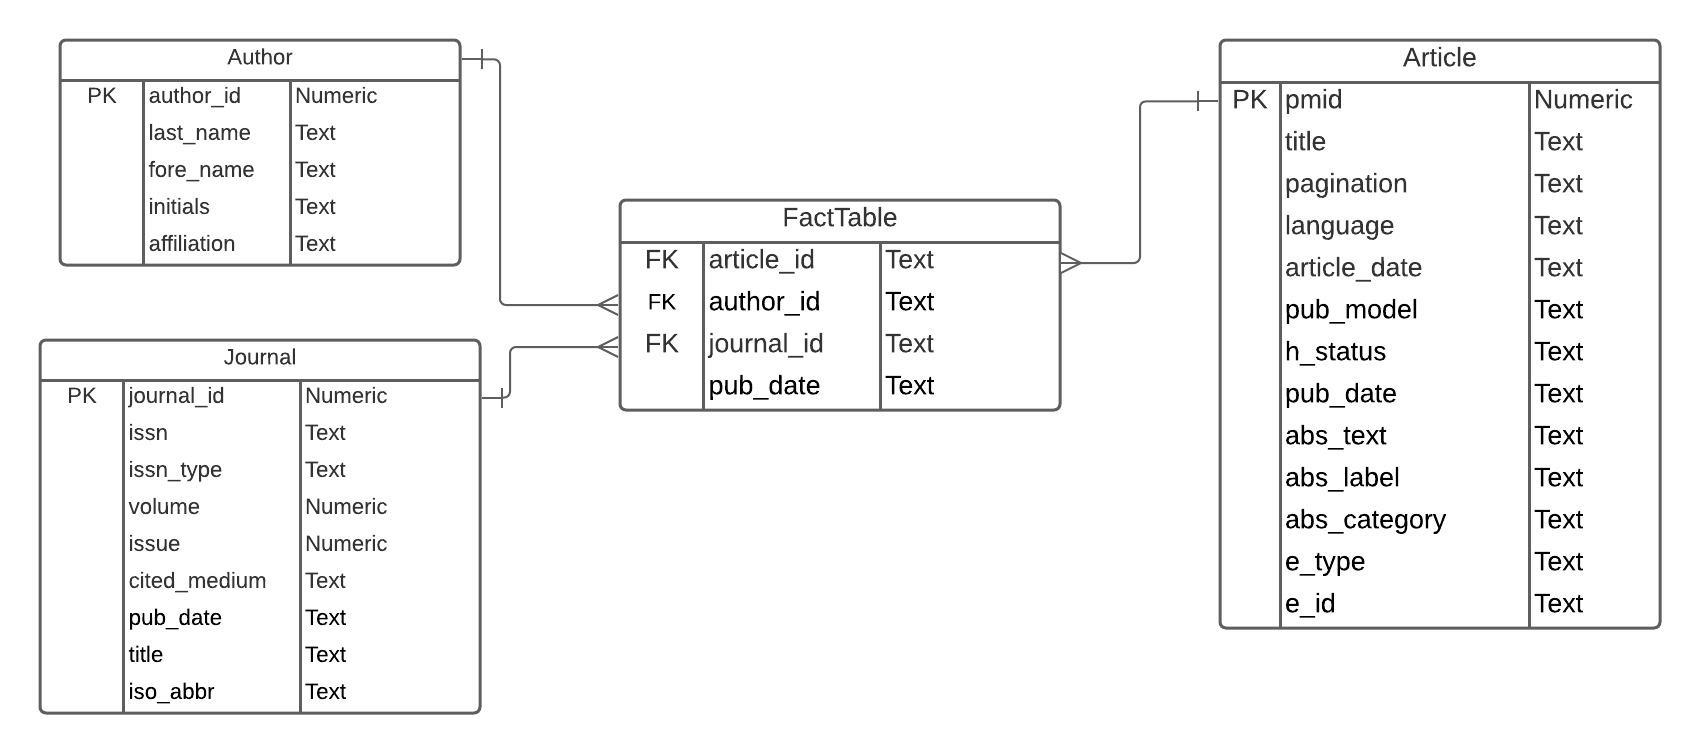 Author
PK author_id Numeric
last_name Text
fore_name Text
initials Text
affiliation Text
Journal
PK journal_id Numeric
issn Text
issn_type Text
volume Numeric
issue Numeric
cited_medium Text
pub_date Text
title Text
iso_abbr Text
FactTable
FK article_id Text
FK author_id Text
FK journal_id Text
pub_date Text
Article
PK pmid Numeric
title Text
pagination Text
language Text
article_date Text
pub_model Text
h_status Text
pub_date Text
abs_text Text
abs_label Text
abs_category Text
e_type Text
e_id Text